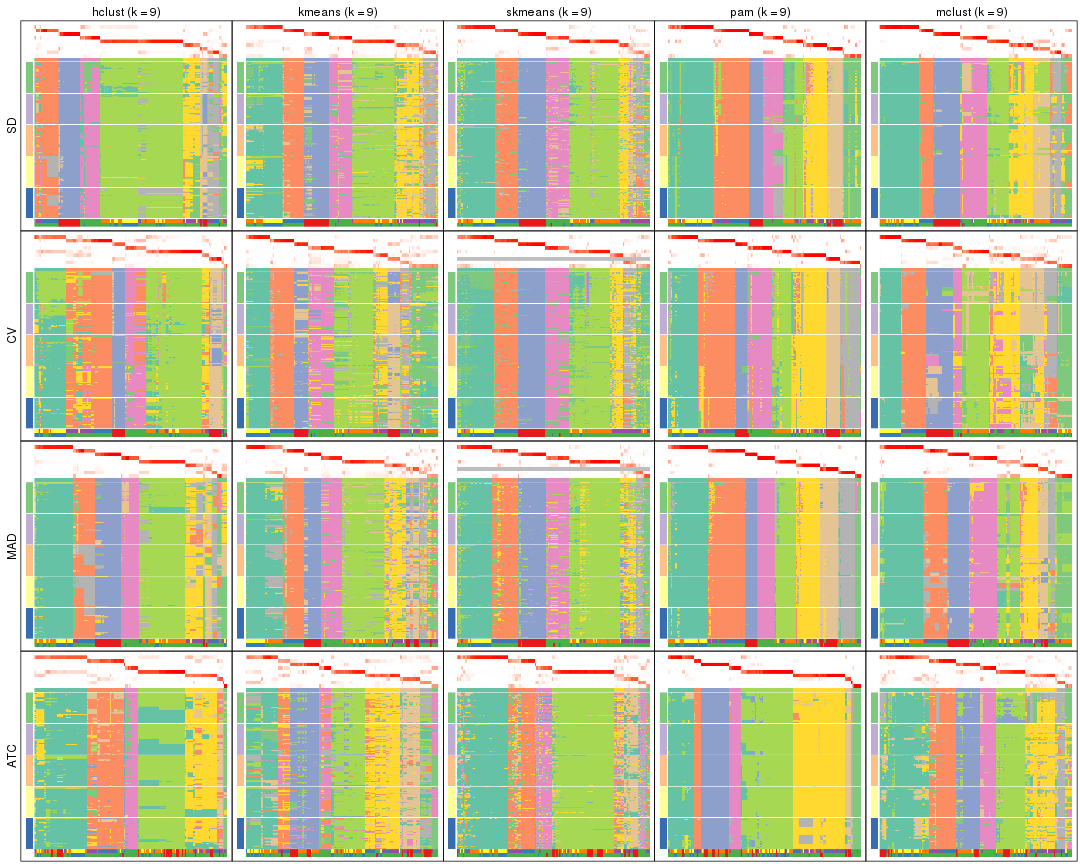 hclust (k = 9)
kmeans (k = 9)
skmeans (k = 9)
pam (k = 9)
mclust (k = 9)
SD
CV
MAD
ATC